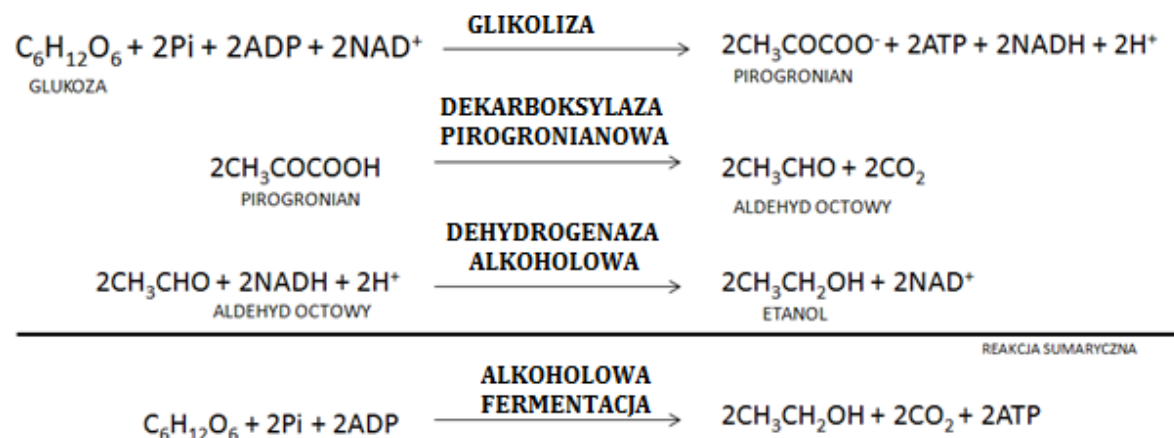 GLIKOLIZA
C₆H₁₂O₆ + 2Pi + 2ADP + 2NAD⁺ → 2CH₃COCOO⁻ + 2ATP + 2NADH + 2H⁺
GLUKOZA PIROGRONIAN
DEKARBOKSYLAZA
PIROGRONIANOWA
2CH₃COCOOH → 2CH₃CHO + 2CO₂
PIROGRONIAN ALDEHYD OCTOWY
DEHYDROGENAZA
ALKOHOLOWA
2CH₃CHO + 2NADH + 2H⁺ → 2CH₃CH₂OH + 2NAD⁺
ALDEHYD OCTOWY ETANOL
REAKCJA SUMARYCZNA
ALKOHOLOWA
FERMENTACJA
C₆H₁₂O₆ + 2Pi + 2ADP → 2CH₃CH₂OH + 2CO₂ + 2ATP